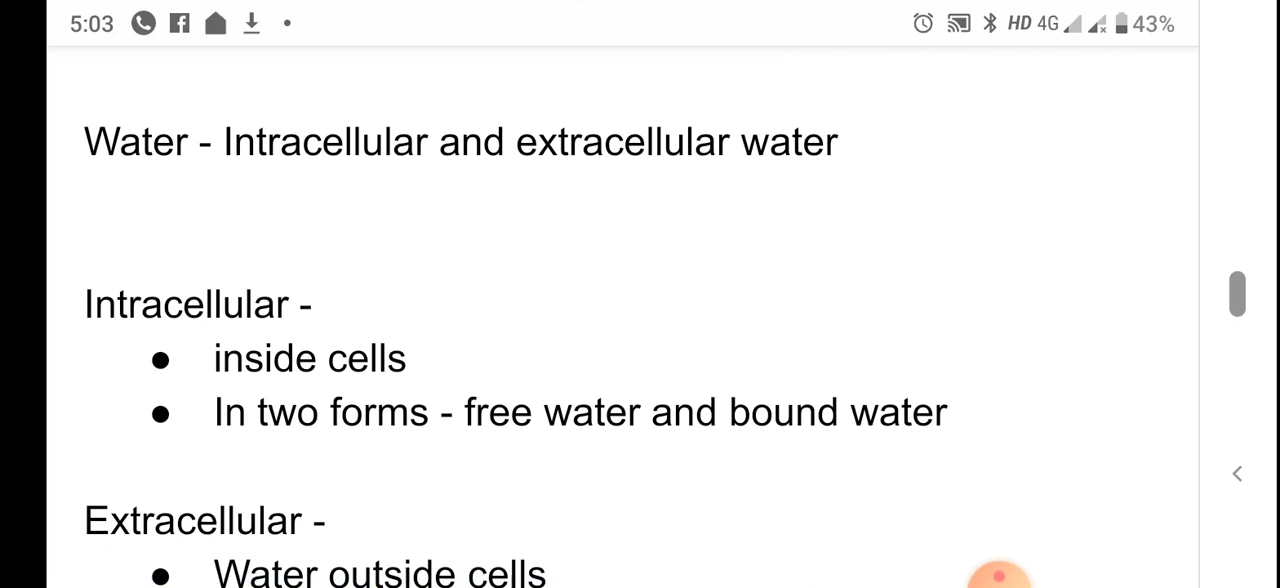 5:03 HD 4G 43%
Water - Intracellular and extracellular water
Intracellular -
● inside cells
● In two forms - free water and bound water
Extracellular -
● Water outside cells